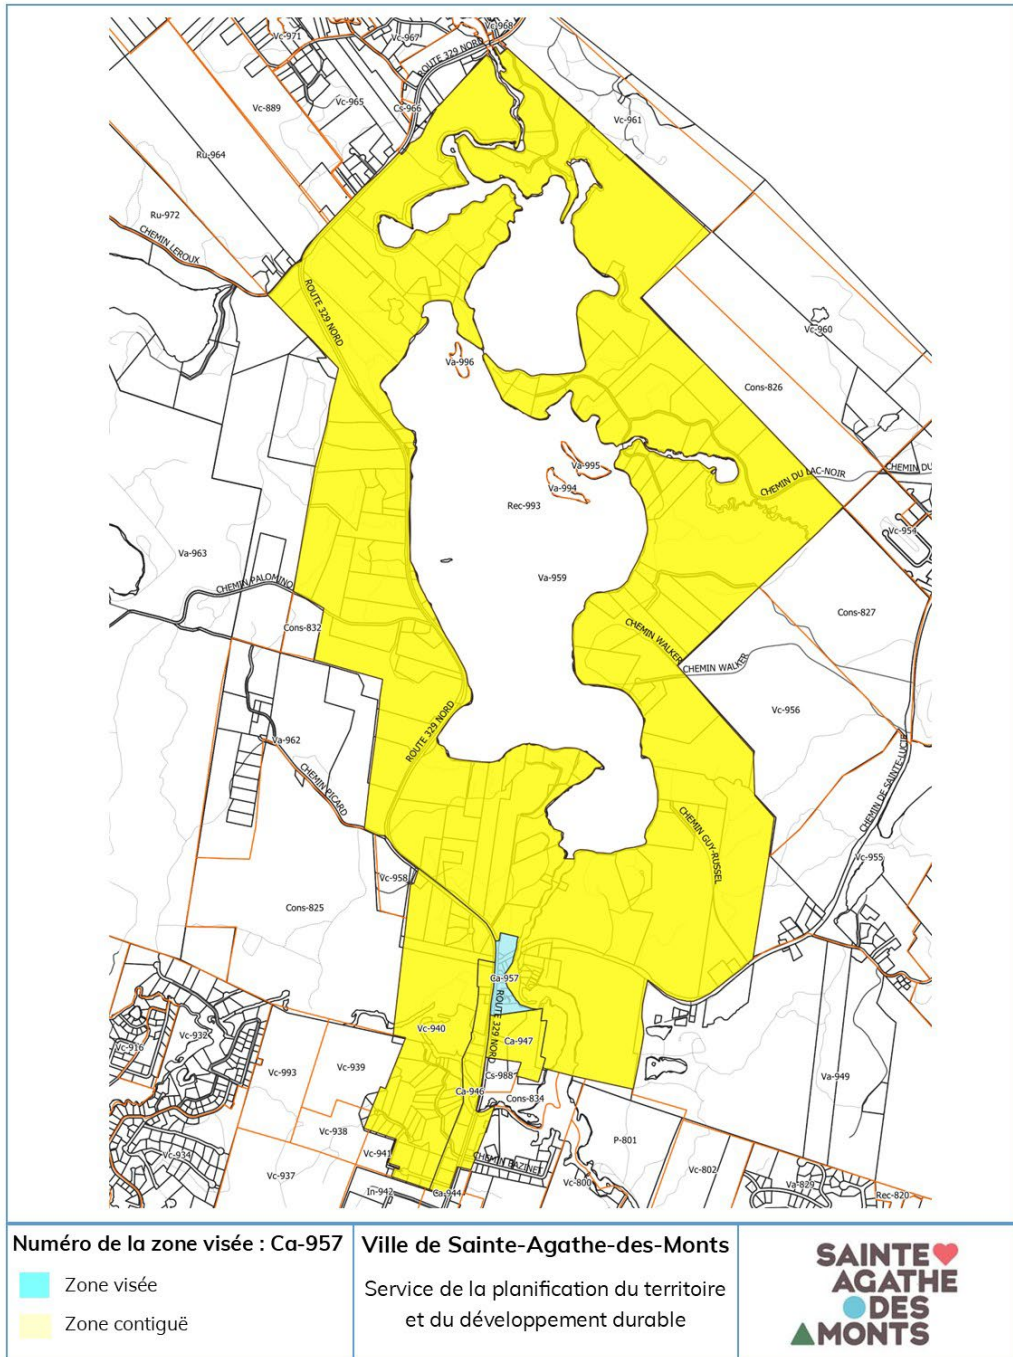 Vc-968
Vc-971
Vc-967
ROUTE 329 NORD
Vc-965
Cs-966
Vc-889
Vc-961
Ru-964
Ru-972
CHEMIN LEROUX
ROUTE 329 NORD
Vc-960
Va-996
Cons-826
Va-995
Va-994
CHEMIN DU LAC-NOIR
CHEMIN DU
Rec-993
Vc-954
Va-963
Va-959
CHEMIN PALOMINO
Cons-827
Cons-832
CHEMIN WALKER
CHEMIN WALKER
Vc-956
ROUTE 329 NORD
Va-962
CHEMIN PICARD
CHEMIN DE SAINTE-LUCIE
CHEMIN GUY-RUSSEL
Vc-955
Vc-958
Cons-825
Ca-957
ROUTE 329 NORD
Vc-940
Vc-932
Ca-947
Vc-916
Vc-939
Vc-993
Cs-988
Va-949
Ca-946
Cons-834
Vc-938
P-801
Vc-934
Vc-941
CHEMIN BAZINET
Vc-937
Vc-802
Vc-800
Va-829
In-942
Ca-944
Rec-820
Numéro de la zone visée : Ca-957
Zone visée
Zone contiguë
Ville de Sainte-Agathe-des-Monts
Service de la planification du territoire
et du développement durable
SAINTE
AGATHE
DES
MONTS